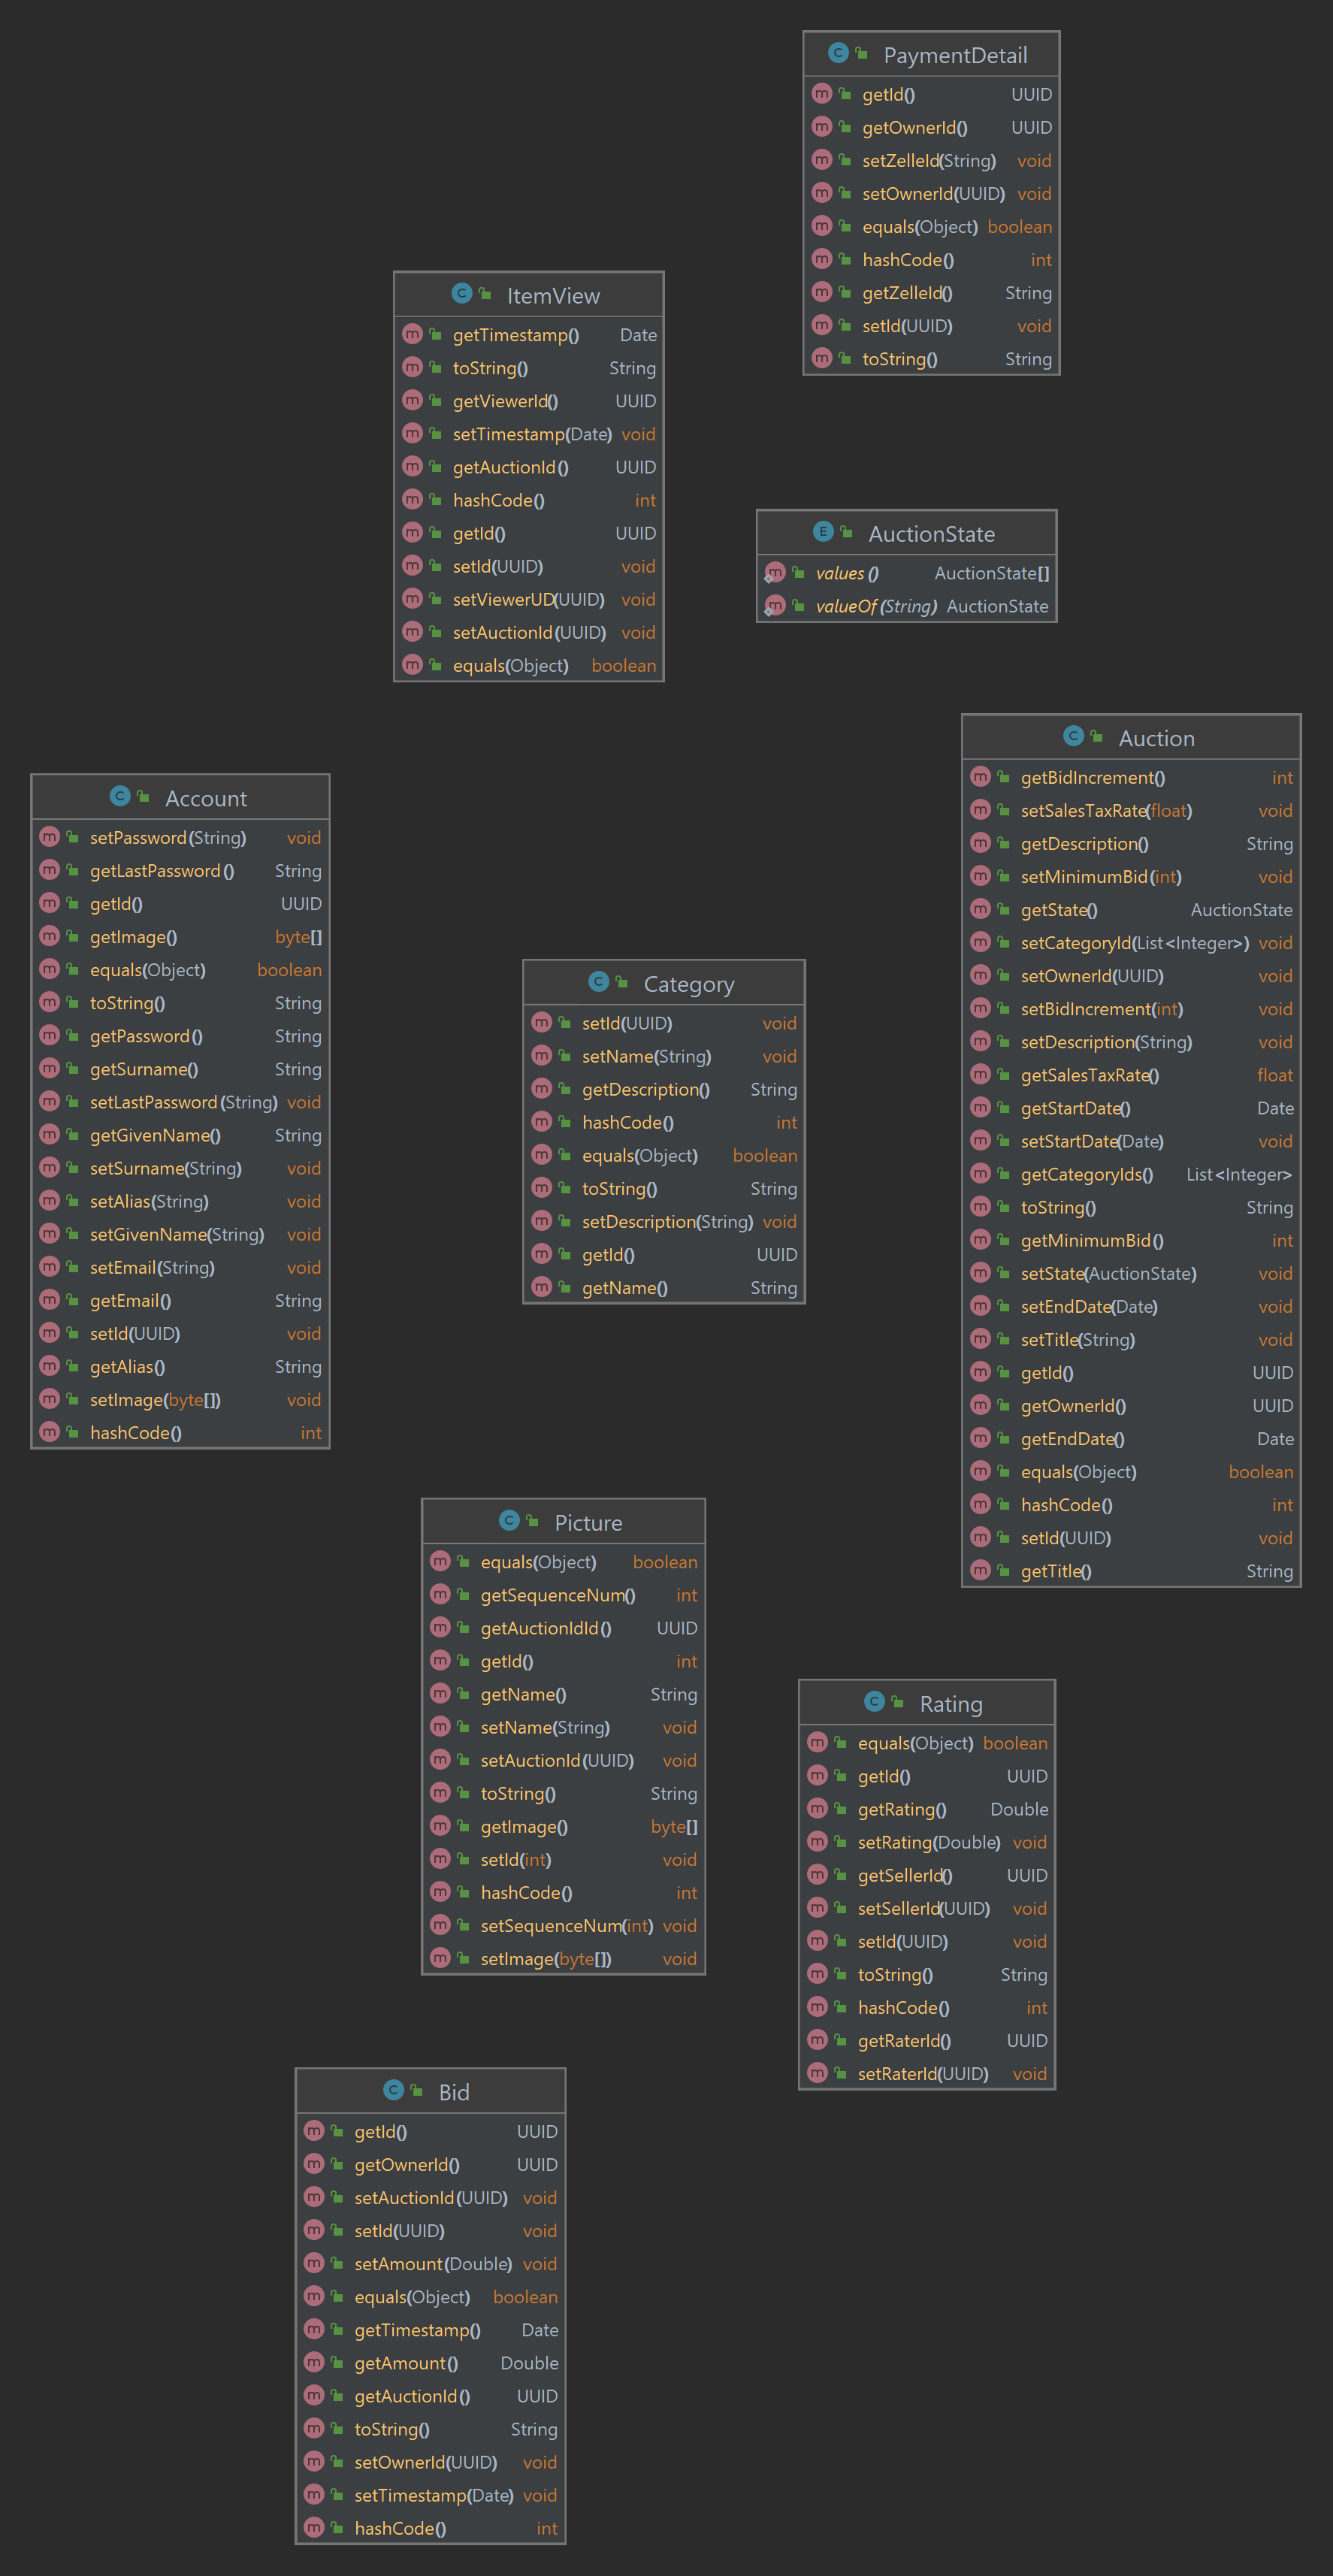 PaymentDetail
getId() UUID
getOwnerId() UUID
setZelleId(String) void
setOwnerId(UUID) void
equals(Object) boolean
hashCode() int
getZelleId() String
setId(UUID) void
toString() String
ItemView
getTimestamp() Date
toString() String
getViewerId() UUID
setTimestamp(Date) void
getAuctionId() UUID
hashCode() int
getId() UUID
setId(UUID) void
setViewerUD(UUID) void
setAuctionId(UUID) void
equals(Object) boolean
AuctionState
values() AuctionState[]
valueOf(String) AuctionState
Auction
getBidIncrement() int
setSalesTaxRate(float) void
getDescription() String
setMinimumBid(int) void
getState() AuctionState
setCategoryId(List<Integer>) void
setOwnerId(UUID) void
setBidIncrement(int) void
setDescription(String) void
getSalesTaxRate() float
getStartDate() Date
setStartDate(Date) void
getCategoryIds() List<Integer>
toString() String
getMinimumBid() int
setState(AuctionState) void
setEndDate(Date) void
setTitle(String) void
getId() UUID
getOwnerId() UUID
getEndDate() Date
equals(Object) boolean
hashCode() int
setId(UUID) void
getTitle() String
Account
setPassword(String) void
getLastPassword() String
getId() UUID
getImage() byte[]
equals(Object) boolean
toString() String
getPassword() String
getSurname() String
setLastPassword(String) void
getGivenName() String
setSurname(String) void
setAlias(String) void
setGivenName(String) void
setEmail(String) void
getEmail() String
setId(UUID) void
getAlias() String
setImage(byte[]) void
hashCode() int
Category
setId(UUID) void
setName(String) void
getDescription() String
hashCode() int
equals(Object) boolean
toString() String
setDescription(String) void
getId() UUID
getName() String
Picture
equals(Object) boolean
getSequenceNum() int
getAuctionIdId() UUID
getId() int
getName() String
setName(String) void
setAuctionId(UUID) void
toString() String
getImage() byte[]
setId(int) void
hashCode() int
setSequenceNum(int) void
setImage(byte[]) void
Rating
equals(Object) boolean
getId() UUID
getRating() Double
setRating(Double) void
getSellerId() UUID
setSellerId(UUID) void
setId(UUID) void
toString() String
hashCode() int
getRaterId() UUID
setRaterId(UUID) void
Bid
getId() UUID
getOwnerId() UUID
setAuctionId(UUID) void
setId(UUID) void
setAmount(Double) void
equals(Object) boolean
getTimestamp() Date
getAmount() Double
getAuctionId() UUID
toString() String
setOwnerId(UUID) void
setTimestamp(Date) void
hashCode() int